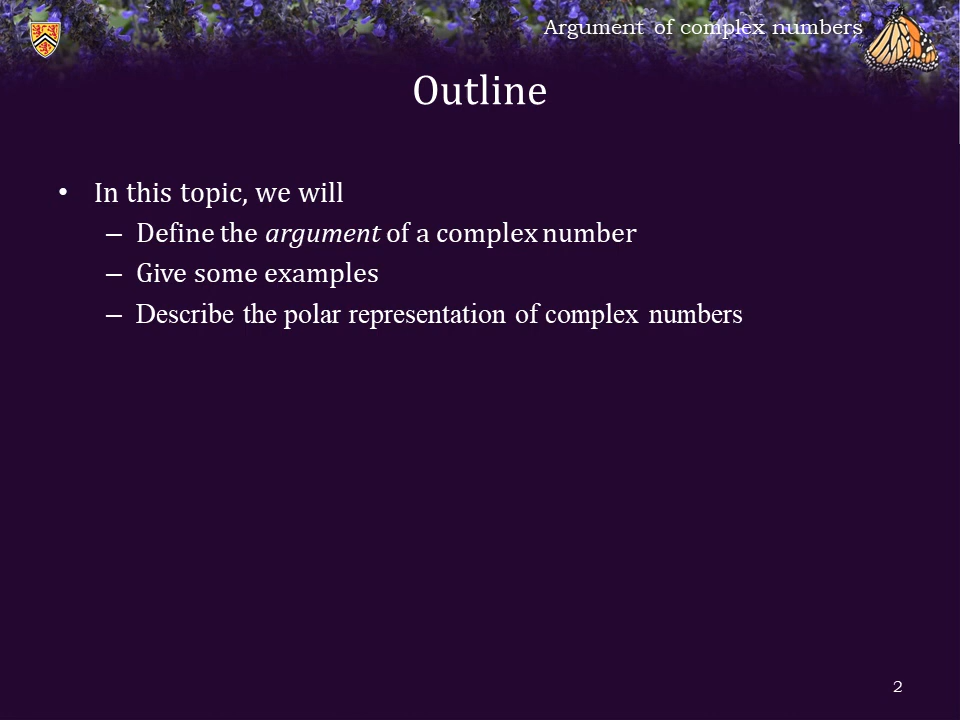 Argument of complex numbers
Outline
• In this topic, we will
– Define the argument of a complex number
– Give some examples
– Describe the polar representation of complex numbers
2